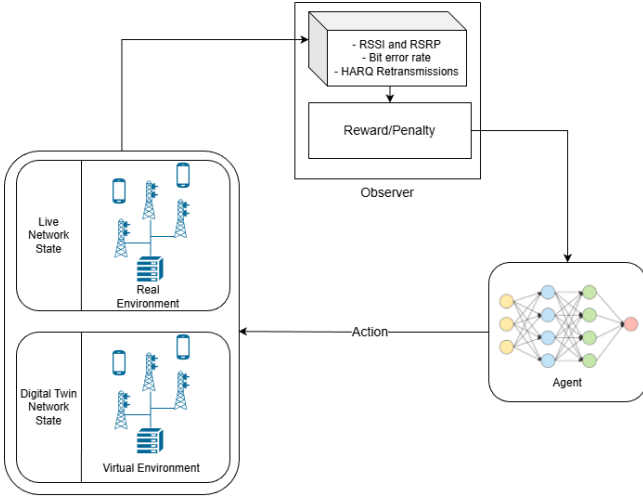 - RSSI and RSRP
- Bit error rate
- HARQ Retransmissions
Reward/Penalty
Observer
Live
Network
State
Real
Environment
Action
Agent
Digital Twin
Network
State
Virtual Environment